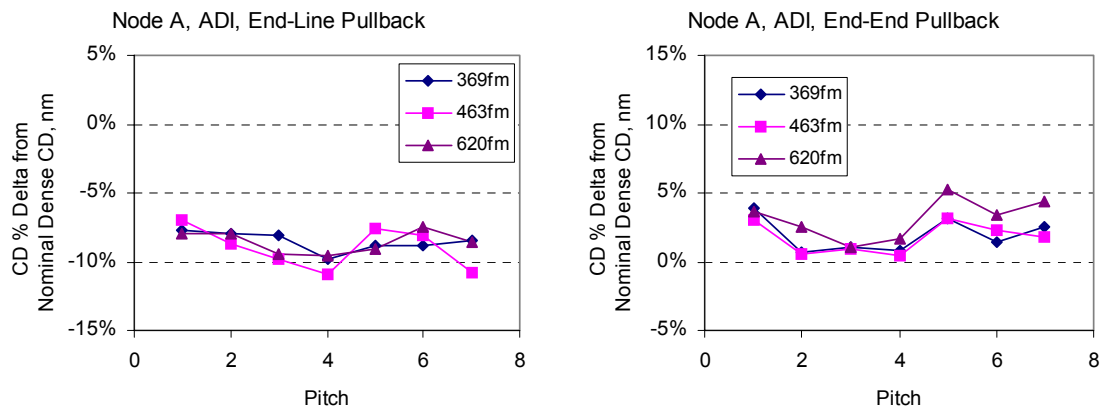 Node A, ADI, End-Line Pullback
CD % Delta from
Nominal Dense CD, nm
5%
0%
-5%
-10%
-15%
0
2
4
6
8
Pitch
369fm
463fm
620fm
Node A, ADI, End-End Pullback
CD % Delta from
Nominal Dense CD, nm
15%
10%
5%
0%
-5%
0
2
4
6
8
Pitch
369fm
463fm
620fm